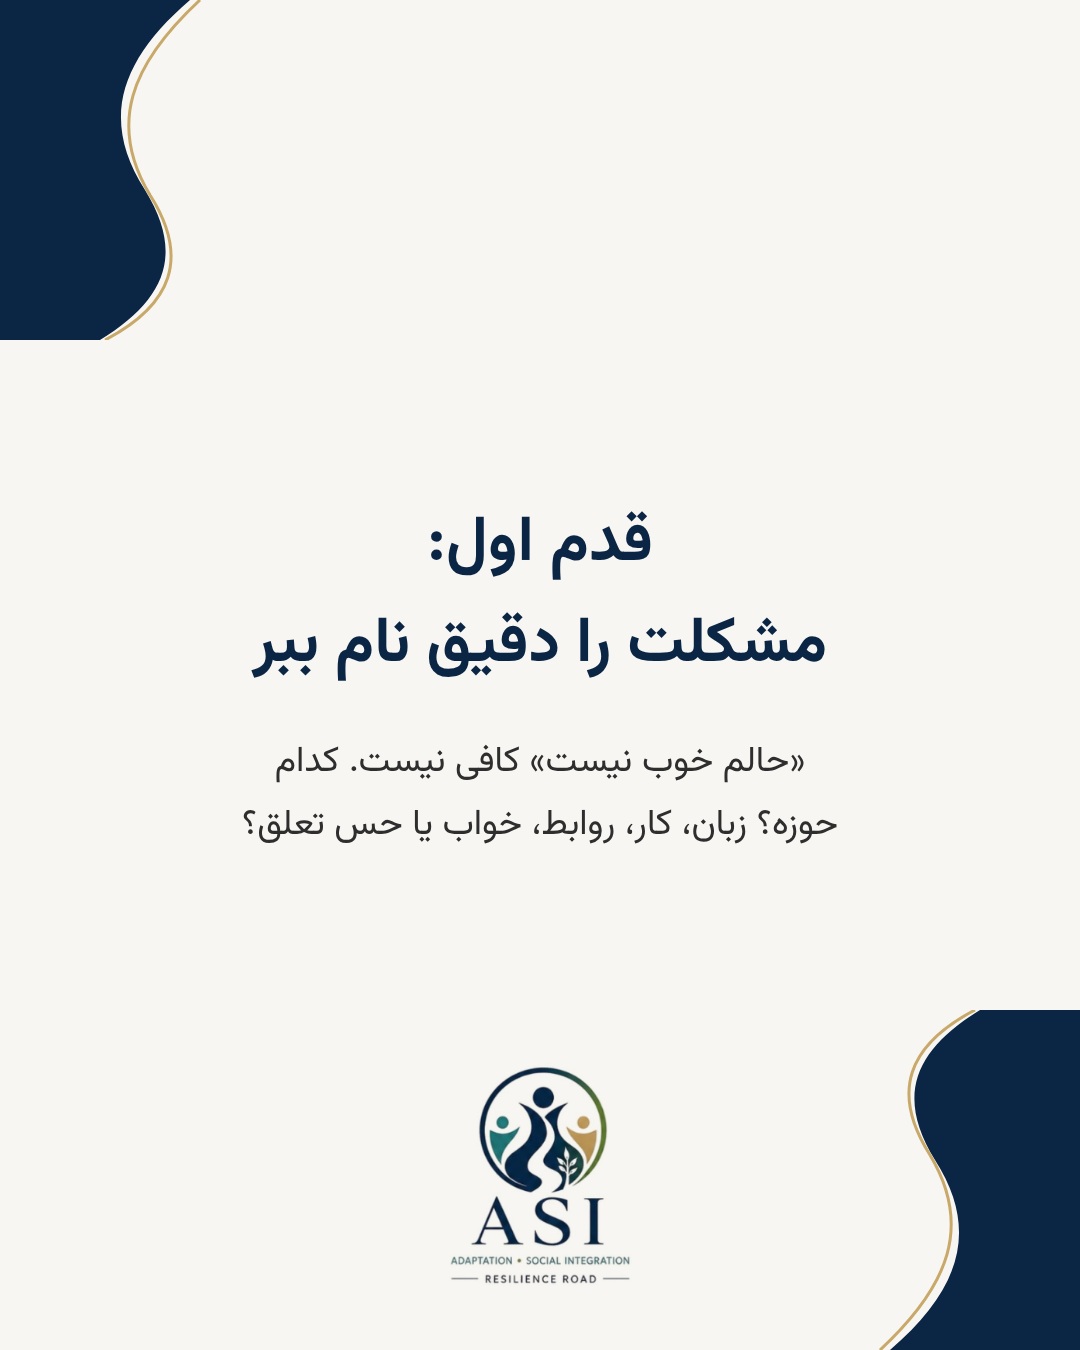 قدم اول:
مشکلت را دقیق نام ببر
«حالم خوب نیست» کافی نیست. کدام
حوزه؟ زبان، کار، روابط، خواب یا حس تعلق؟
ASI
ADAPTATION • SOCIAL INTEGRATION
RESILIENCE ROAD